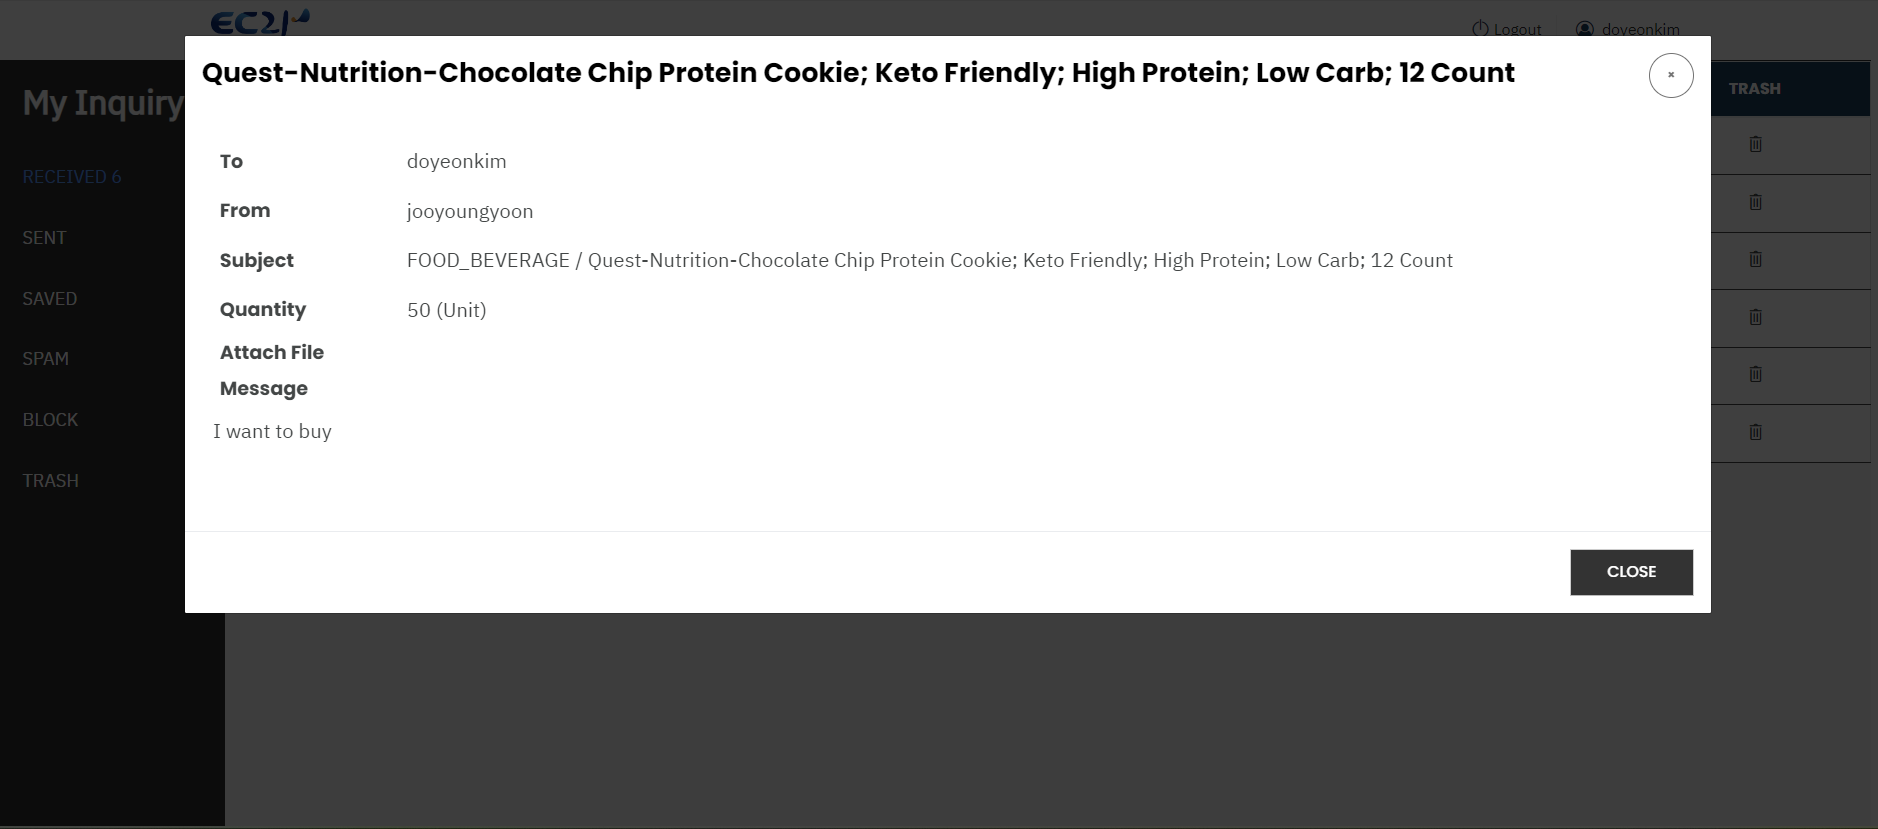 EC21
Logout doyeonkim
Quest-Nutrition-Chocolate Chip Protein Cookie; Keto Friendly; High Protein; Low Carb; 12 Count
×
My Inquiry
TRASH
To doyeonkim
RECEIVED 6
From jooyoungyoon
SENT
Subject FOOD_BEVERAGE / Quest-Nutrition-Chocolate Chip Protein Cookie; Keto Friendly; High Protein; Low Carb; 12 Count
SAVED
Quantity 50 (Unit)
Attach File
SPAM
Message
BLOCK
I want to buy
TRASH
CLOSE